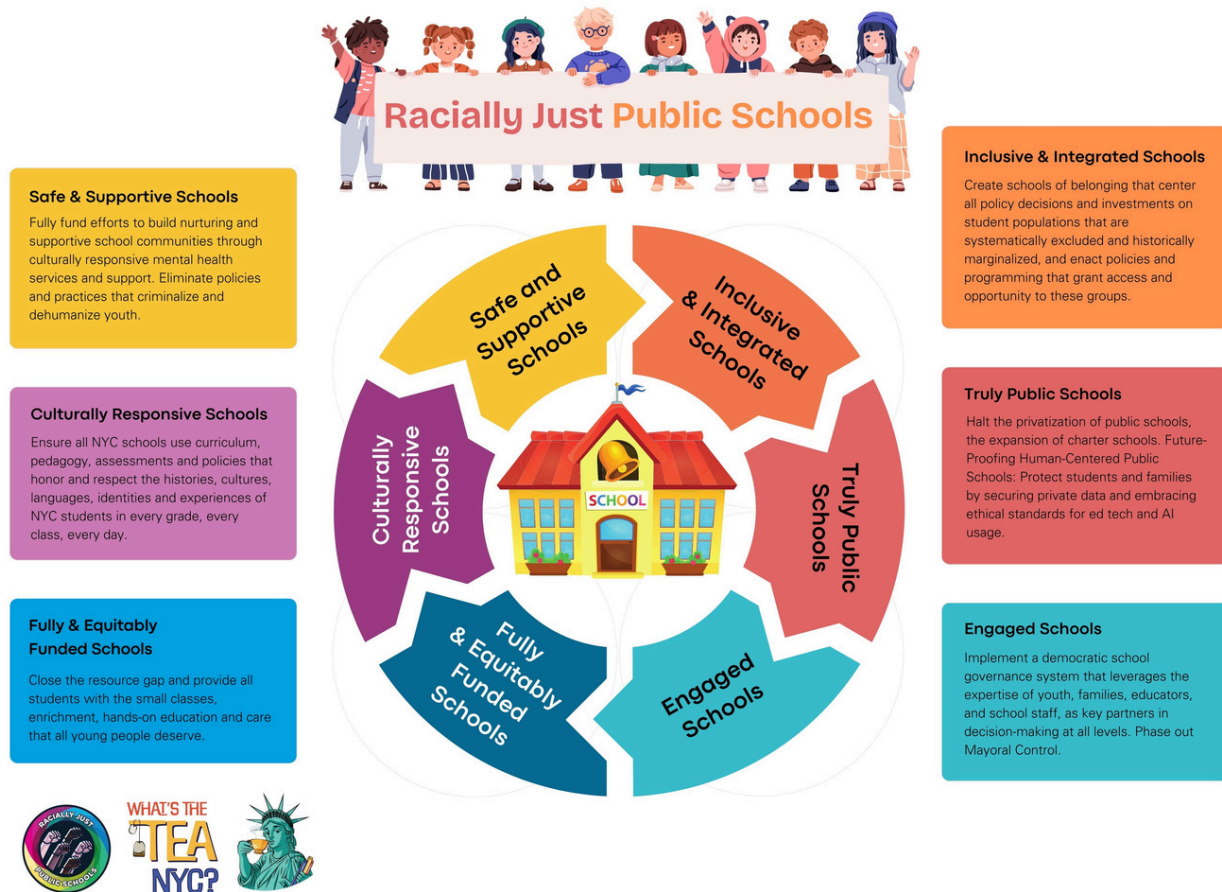 Racially Just Public Schools
Safe & Supportive Schools
Fully fund efforts to build nurturing and
supportive school communities through
culturally responsive mental health
services and support. Eliminate policies
and practices that criminalize and
dehumanize youth.
Culturally Responsive Schools
Ensure all NYC schools use curriculum,
pedagogy, assessments and policies that
honor and respect the histories, cultures,
languages, identities and experiences of
NYC students in every grade, every
class, every day.
Fully & Equitably
Funded Schools
Close the resource gap and provide all
students with the small classes,
enrichment, hands-on education and care
that all young people deserve.
Safe and
Supportive
Schools
Inclusive
& Integrated
Schools
Culturally
Responsive
Schools
SCHOOL
Truly Public
Schools
Fully
& Equitably
Funded
Schools
Engaged
Schools
Inclusive & Integrated Schools
Create schools of belonging that center
all policy decisions and investments on
student populations that are
systematically excluded and historically
marginalized, and enact policies and
programming that grant access and
opportunity to these groups.
Truly Public Schools
Halt the privatization of public schools,
the expansion of charter schools. Future-
Proofing Human-Centered Public
Schools: Protect students and families
by securing private data and embracing
ethical standards for ed tech and AI
usage.
Engaged Schools
Implement a democratic school
governance system that leverages the
expertise of youth, families, educators,
and school staff, as key partners in
decision-making at all levels. Phase out
Mayoral Control.
RACIALLY JUST
PUBLIC SCHOOLS
WHAT'S THE
TEA
NYC?